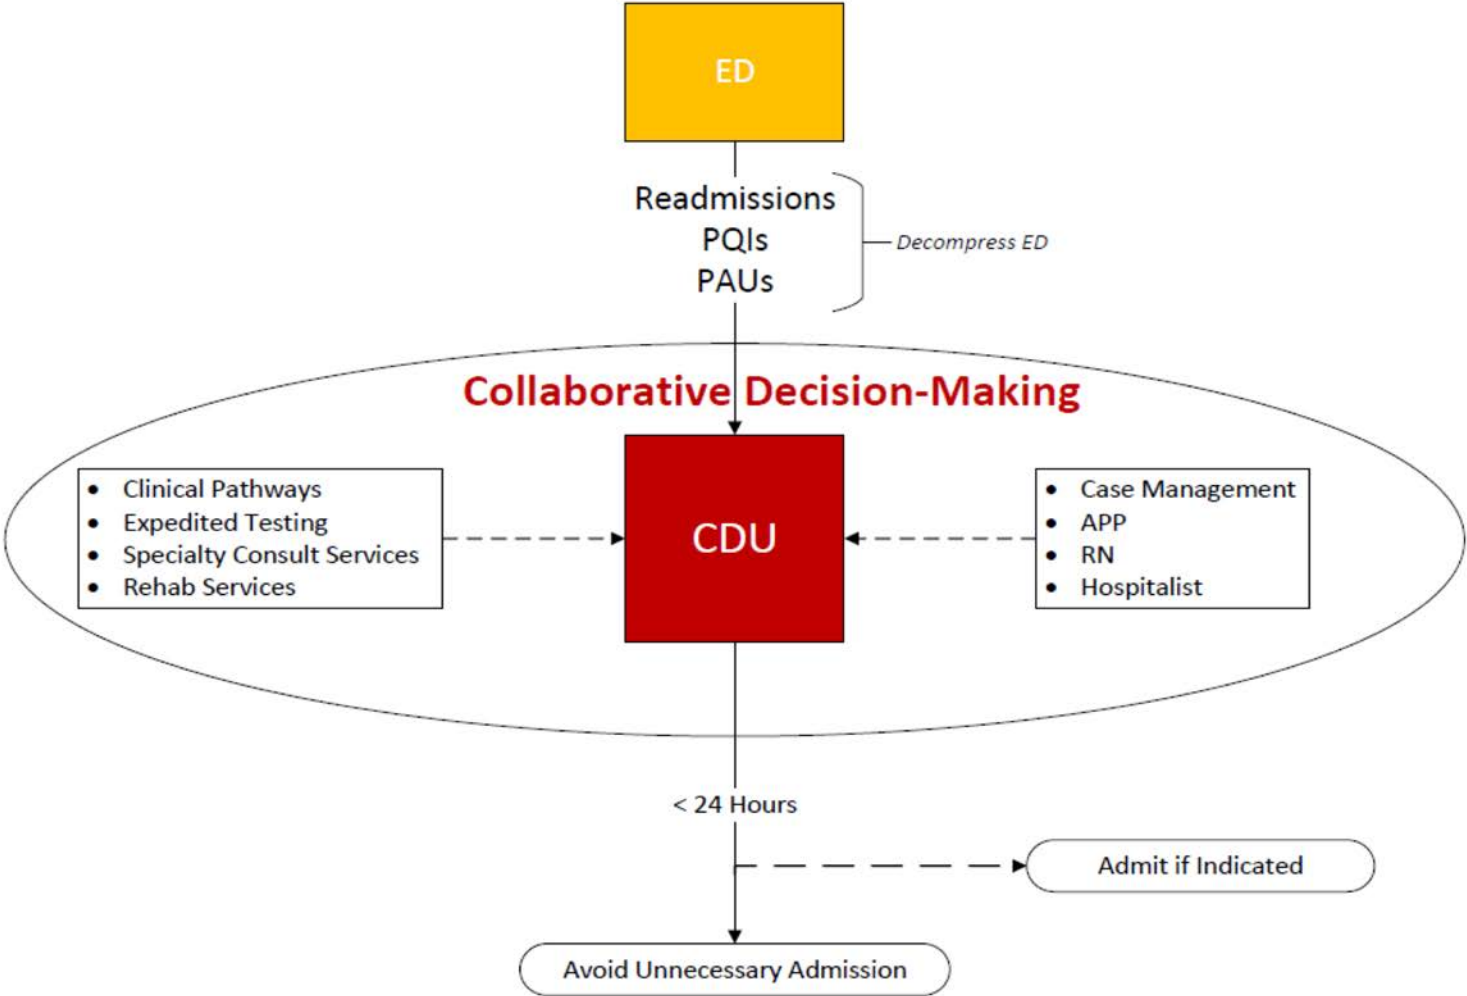 ED
Readmissions
PQIs
PAUs
Decompress ED
Collaborative Decision-Making
• Clinical Pathways
• Expedited Testing
• Specialty Consult Services
• Rehab Services
CDU
• Case Management
• APP
• RN
• Hospitalist
< 24 Hours
Admit if Indicated
Avoid Unnecessary Admission